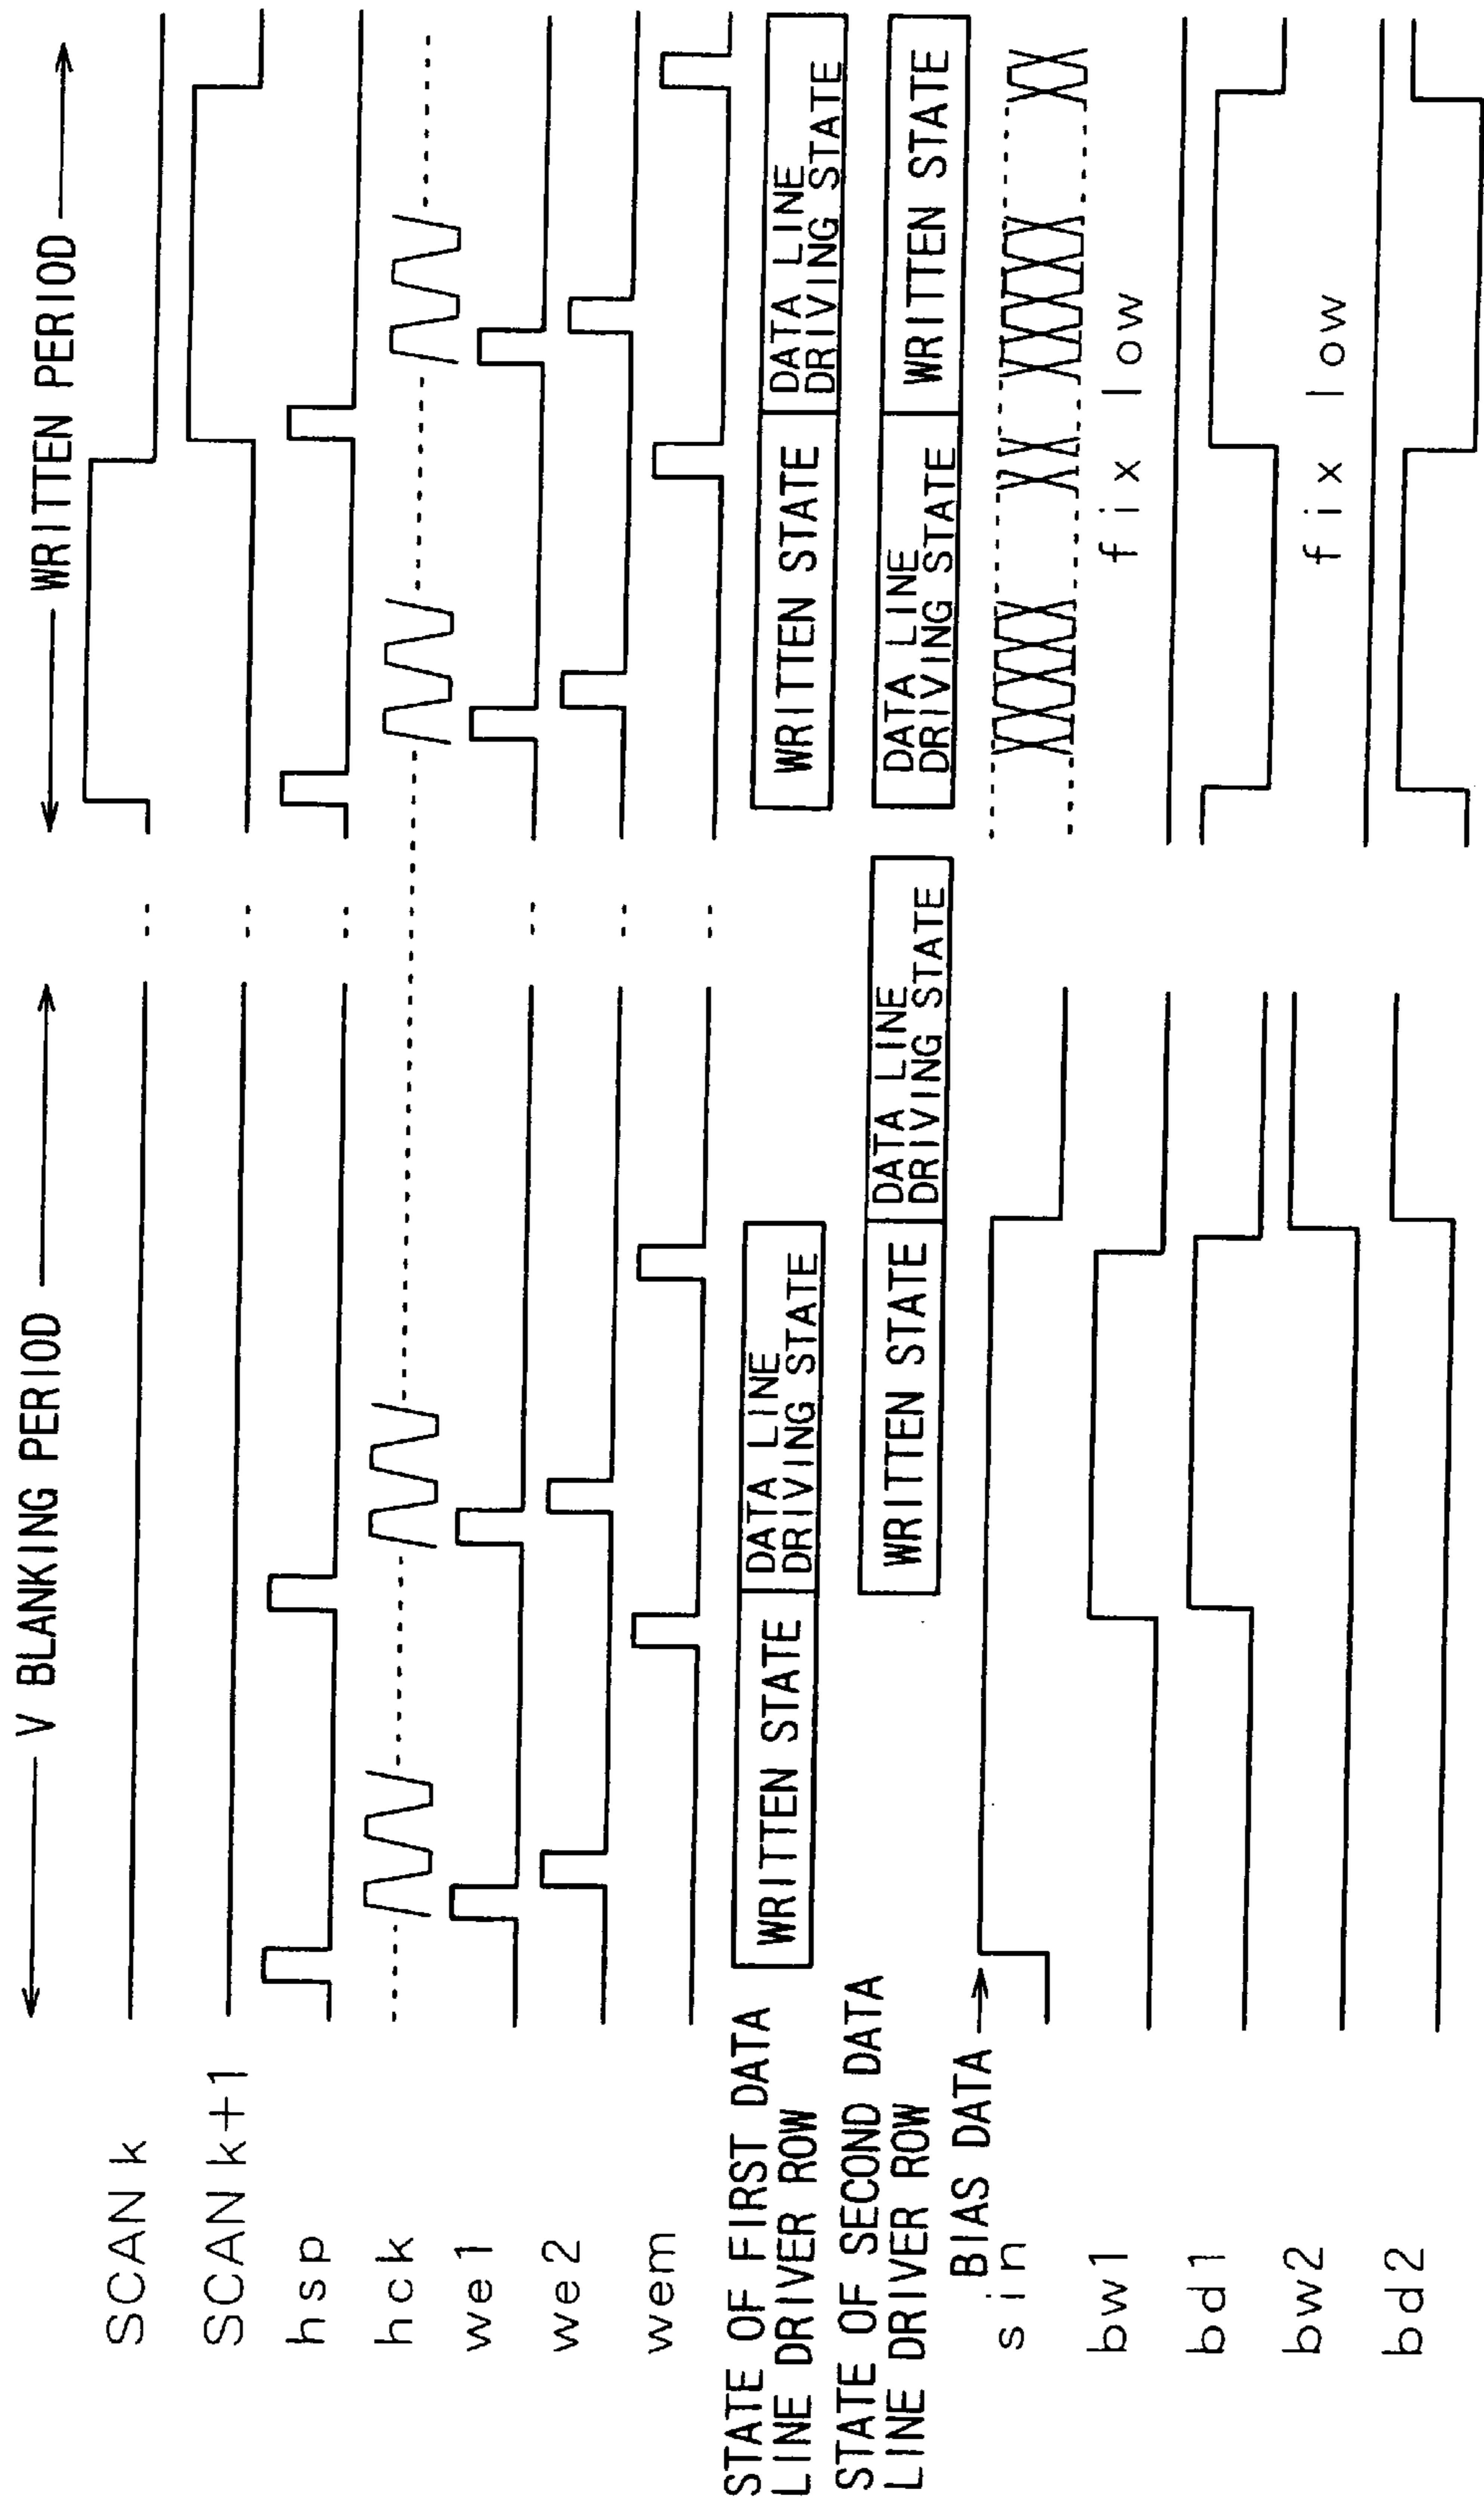 V BLANKING PERIOD
WRITTEN PERIOD
SCAN k
SCAN k+1
hsp
hck
we1
we2
wem
STATE OF FIRST DATA
LINE DRIVER ROW
WRITTEN STATE
DATA LINE
DRIVING STATE
WRITTEN STATE
DATA LINE
DRIVING STATE
STATE OF SECOND DATA
LINE DRIVER ROW
WRITTEN STATE
DATA LINE
DRIVING STATE
DATA LINE
DRIVING STATE
WRITTEN STATE
BIAS DATA
sin
bw1
fix low
bd1
bw2
fix low
bd2